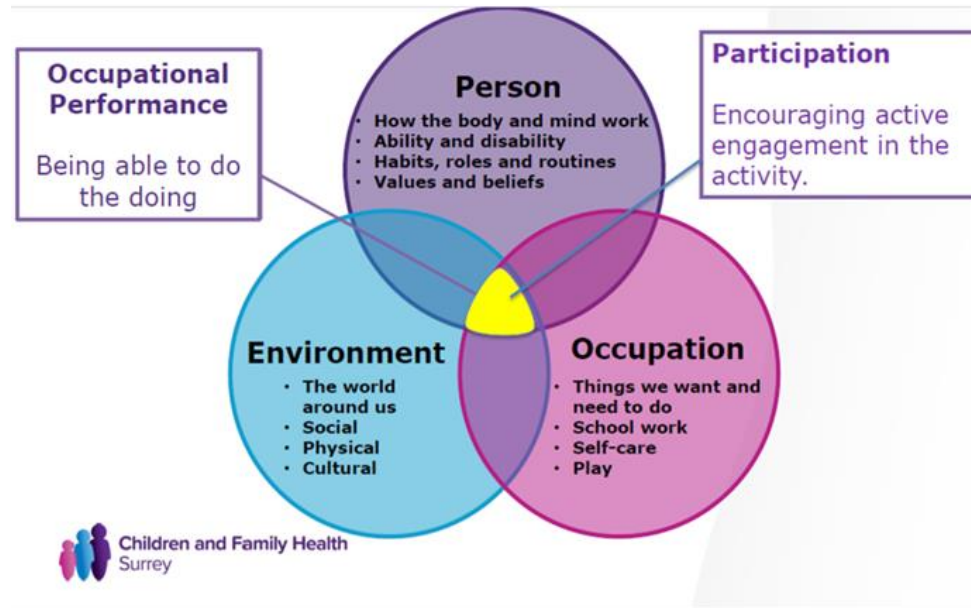 Occupational
Performance
Being able to do
the doing
Person
• How the body and mind work
• Ability and disability
• Habits, roles and routines
• Values and beliefs
Participation
Encouraging active
engagement in the
activity.
Environment
• The world
around us
• Social
• Physical
• Cultural
Occupation
• Things we want and
need to do
• School work
• Self-care
• Play
Children and Family Health
Surrey